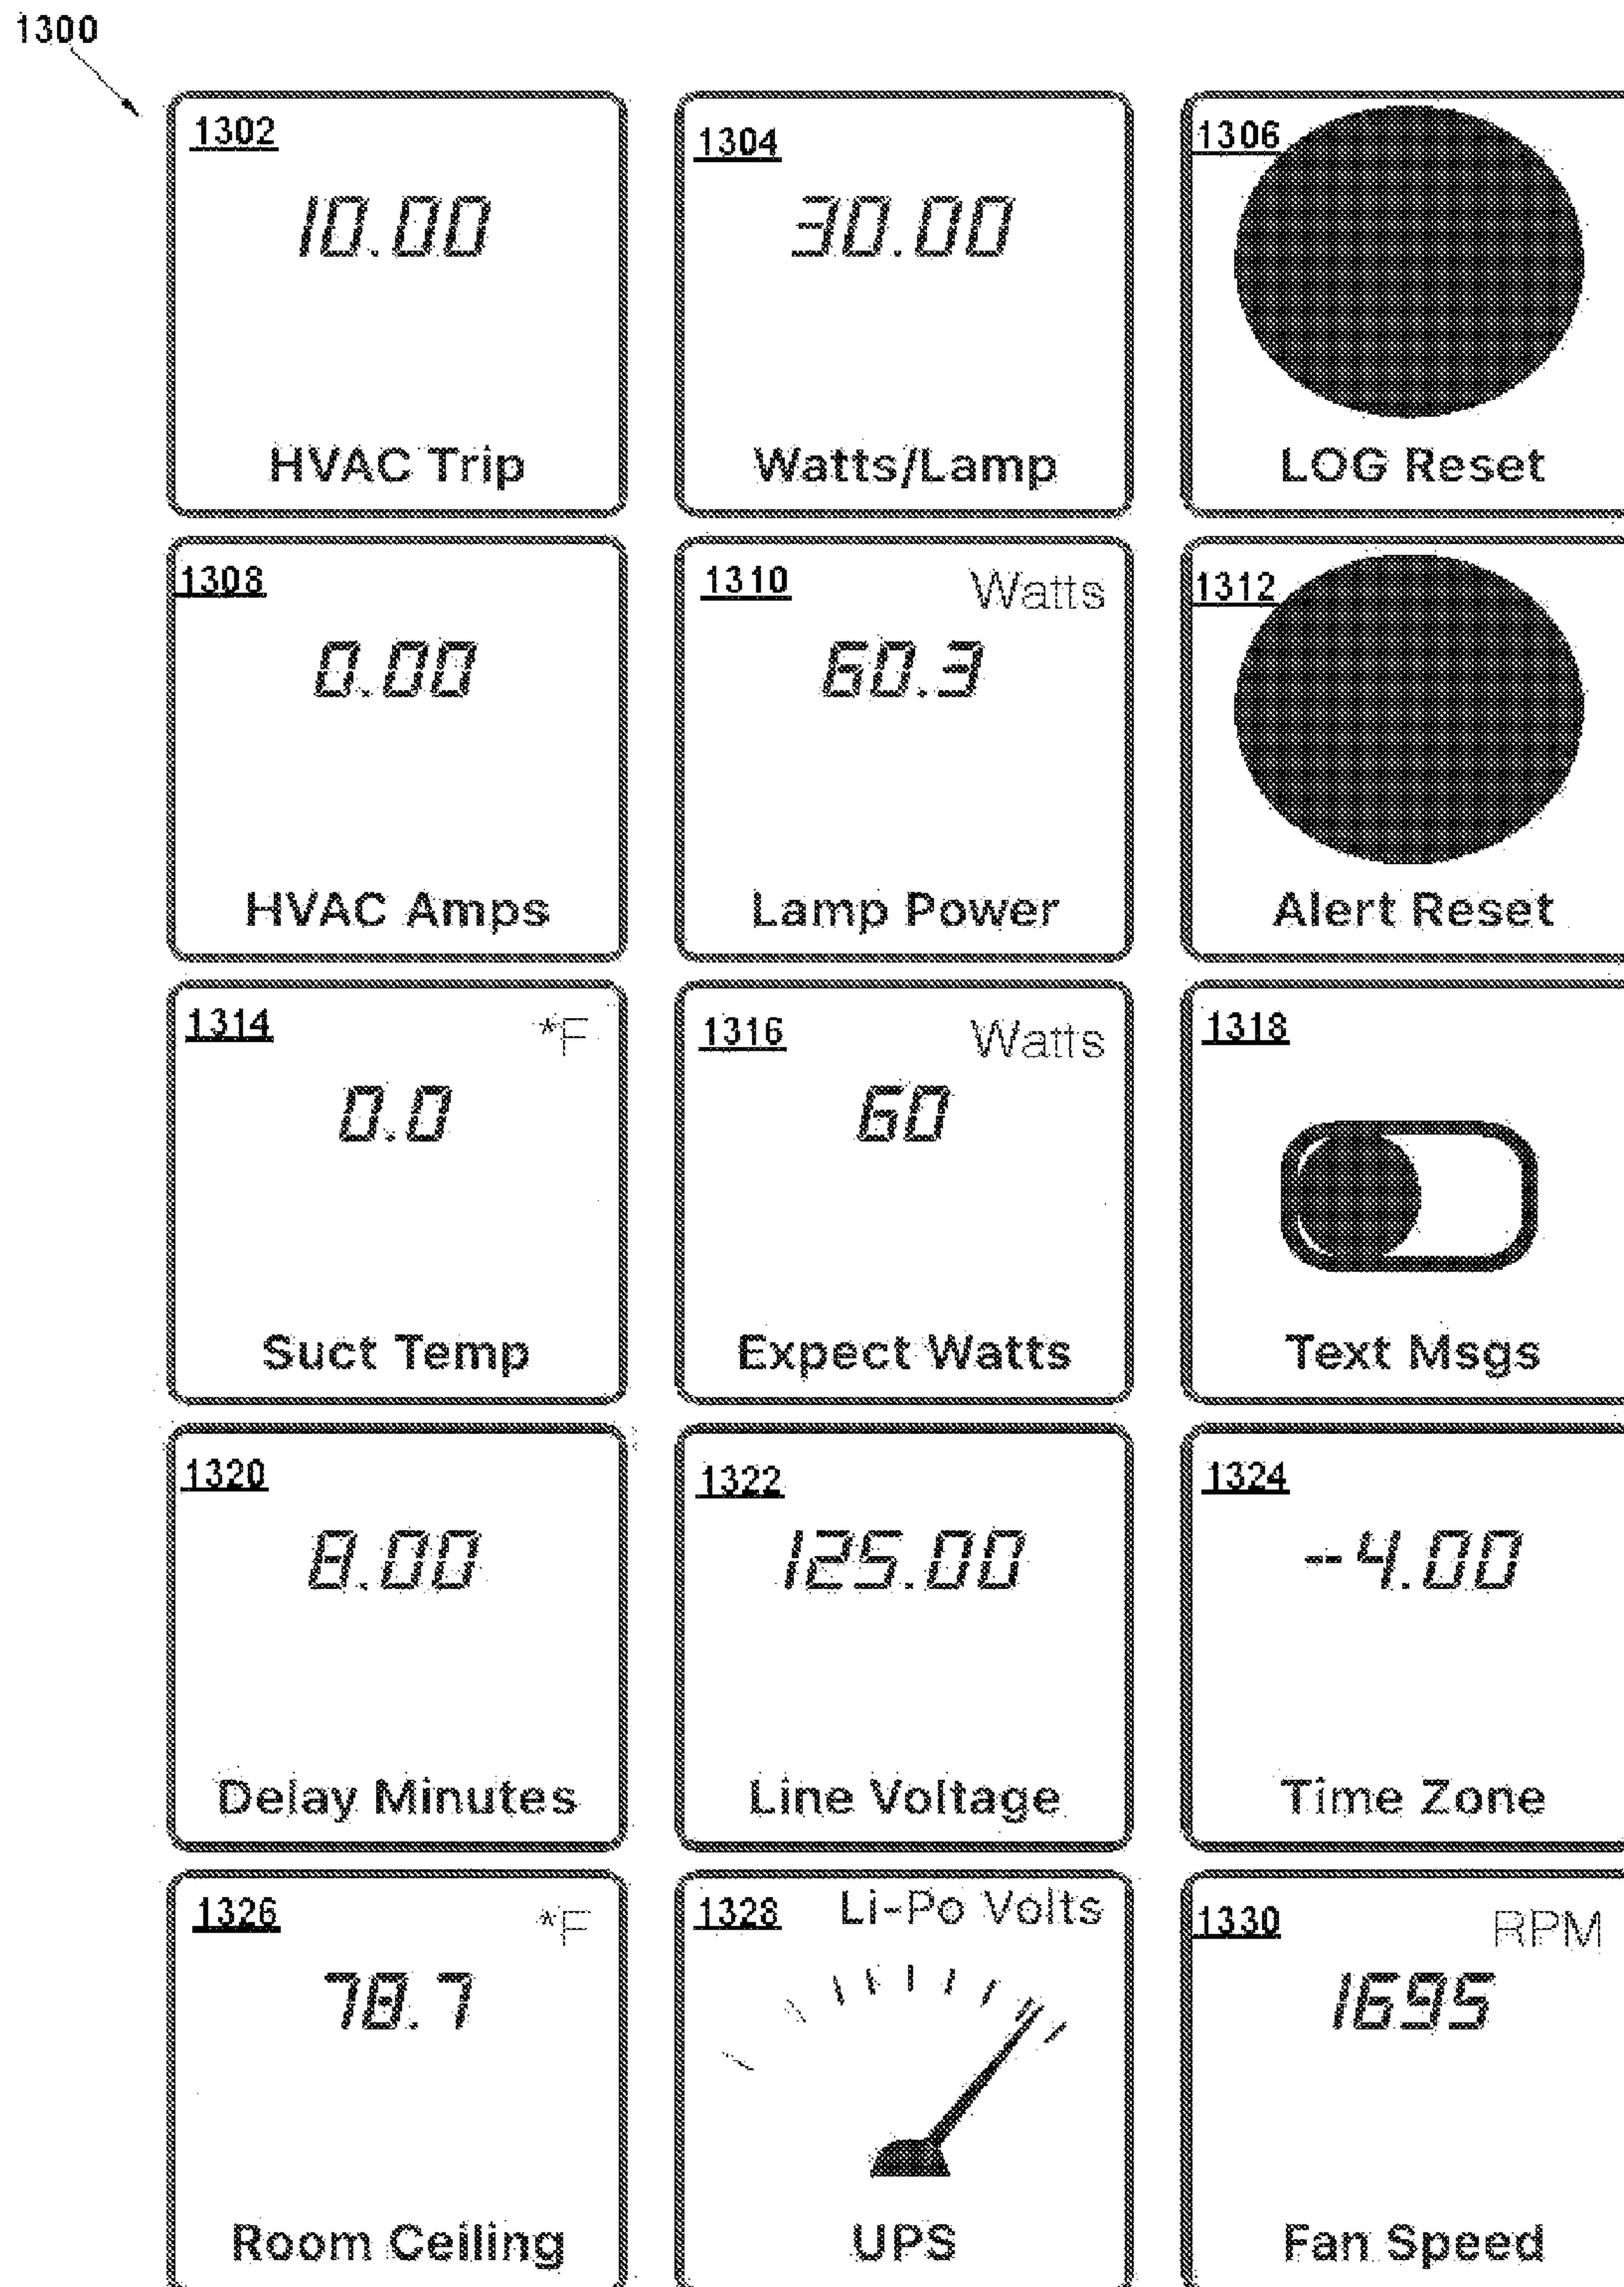 1300
1302
10.00
HVAC Trip
1304
30.00
Watts/Lamp
1306
LOG Reset
1308
0.00
HVAC Amps
1310
Watts
60.3
Lamp Power
1312
Alert Reset
1314
*F
0.0
Suct Temp
1316
Watts
60
Expect Watts
1318
Text Msgs
1320
8.00
Delay Minutes
1322
125.00
Line Voltage
1324
-4.00
Time Zone
1326
*F
78.7
Room Ceiling
1328
Li-Po Volts
UPS
1330
RPM
1695
Fan Speed